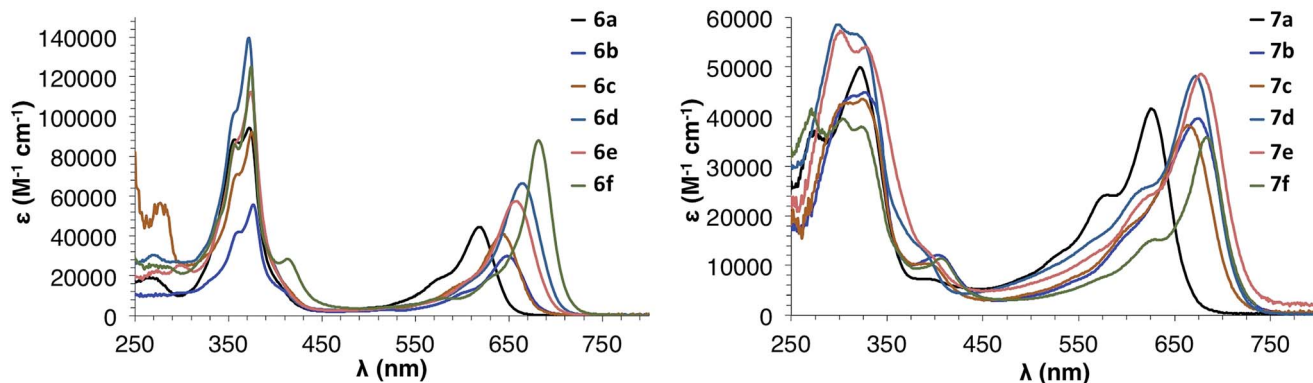 140000
120000
100000
80000
60000
40000
20000
0
ε (M⁻¹ cm⁻¹)
250
350
450
550
650
750
λ (nm)
6a
6b
6c
6d
6e
6f
60000
50000
40000
30000
20000
10000
0
ε (M⁻¹ cm⁻¹)
250
350
450
550
650
750
λ (nm)
7a
7b
7c
7d
7e
7f